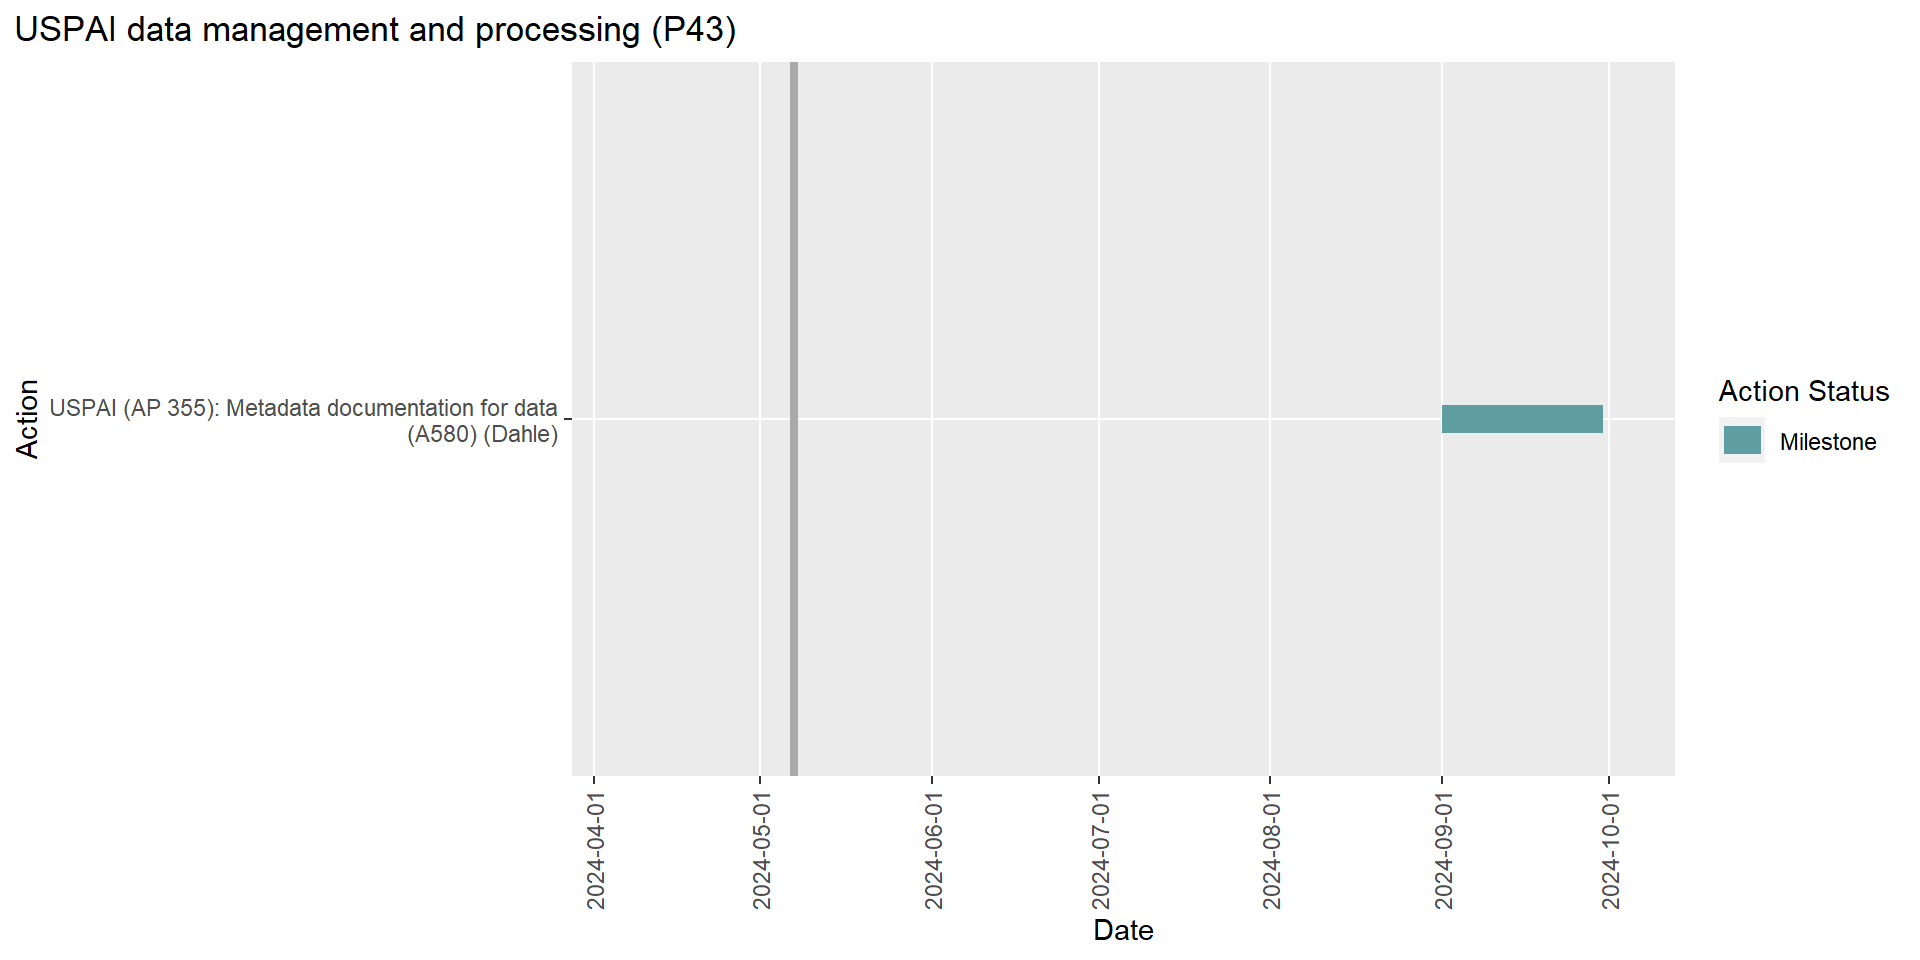 USPAI data management and processing (P43)
Action
USPAI (AP 355): Metadata documentation for data
(A580) (Dahle)
2024-04-01
2024-05-01
2024-06-01
2024-07-01
2024-08-01
2024-09-01
2024-10-01
Date
Action Status
Milestone